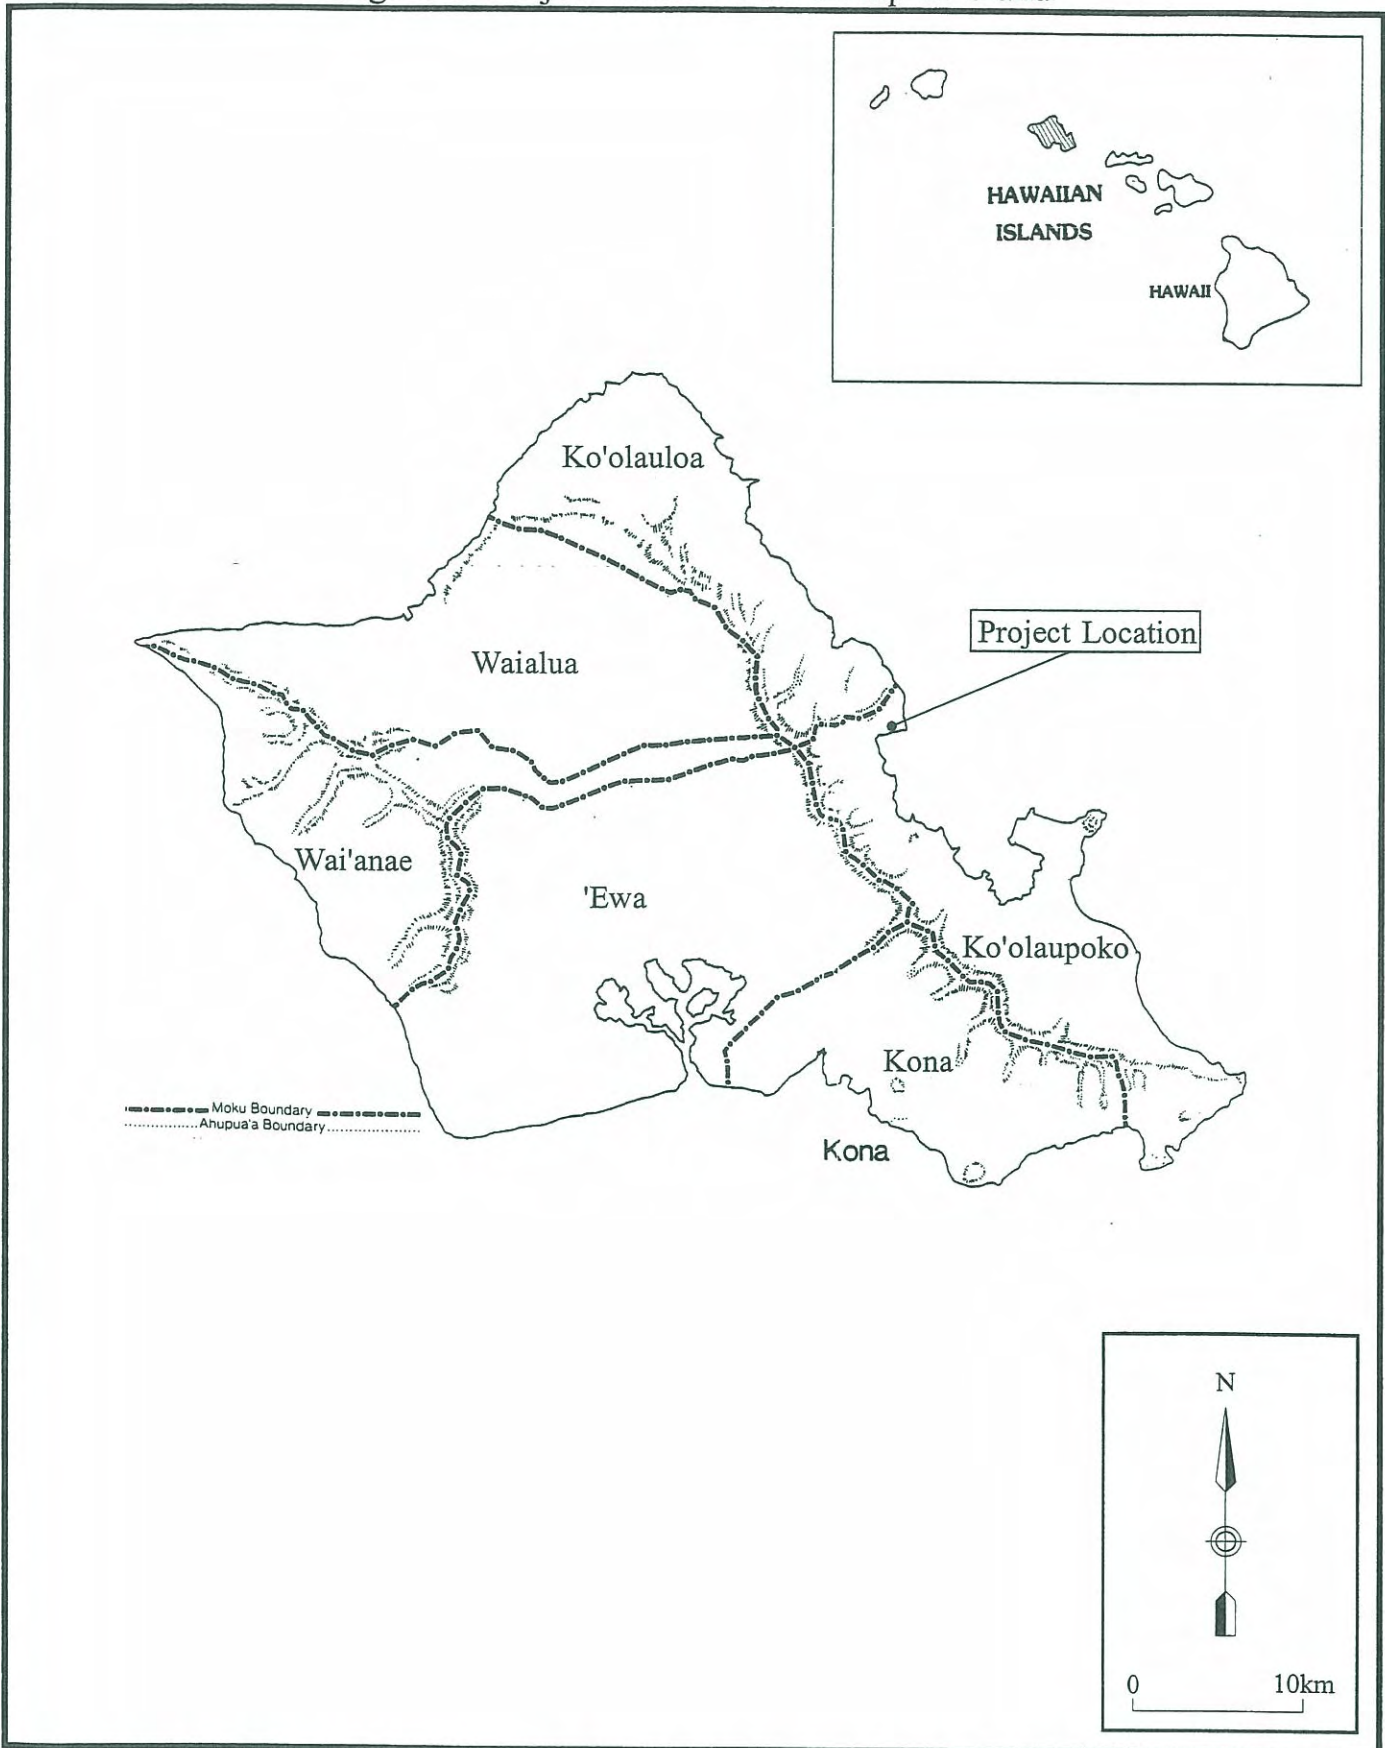 HAWAIIAN
ISLANDS
HAWAII
Ko'olauloa
Project Location
Waialua
Wai'anae
'Ewa
Ko'olaupoko
Kona
Moku Boundary
Ahupua'a Boundary
Kona
N
0 10km